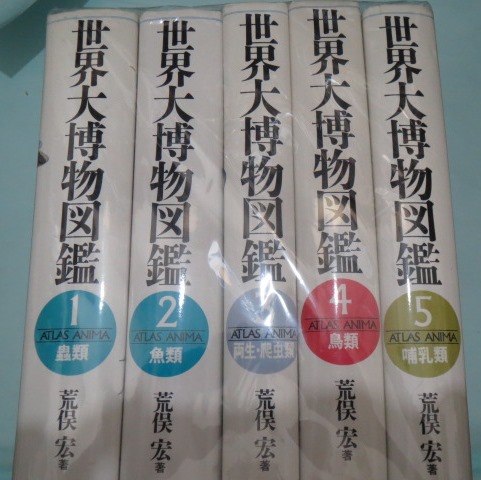 世界大博物図鑑
1
ATLAS ANIMA
蟲類
荒俣 宏 著
世界大博物図鑑
2
ATLAS ANIMA
魚類
荒俣 宏 著
世界大博物図鑑
3
ATLAS ANIMA
両生・爬虫類
荒俣 宏 著
世界大博物図鑑
4
ATLAS ANIMA
鳥類
荒俣 宏 著
世界大博物図鑑
5
ATLAS ANIMA
哺乳類
荒俣 宏 著